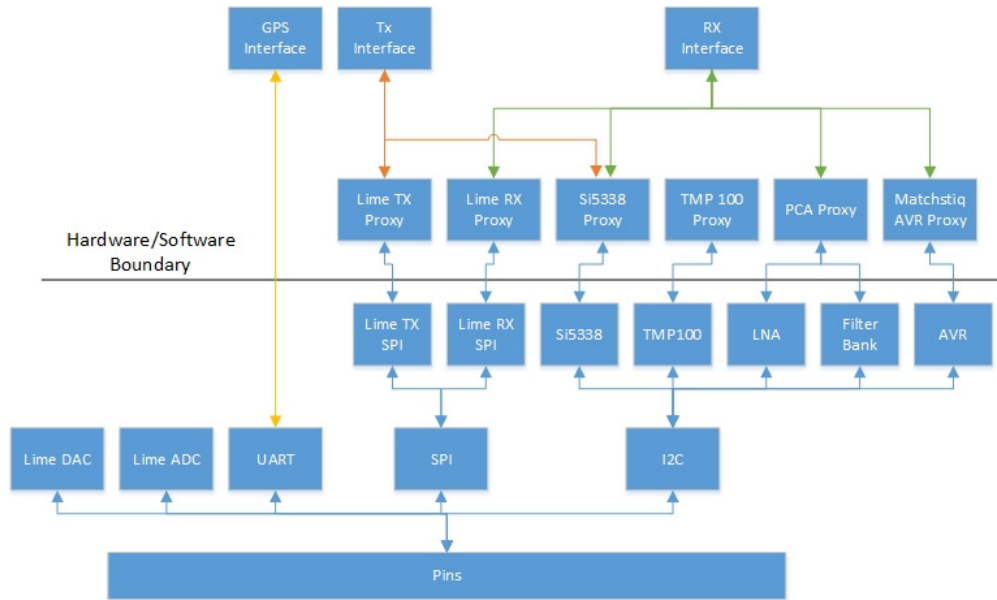 GPS
Interface
Tx
Interface
RX
Interface
Lime TX
Proxy
Lime RX
Proxy
Si5338
Proxy
TMP 100
Proxy
PCA Proxy
Matchstiq
AVR Proxy
Hardware/Software
Boundary
Lime TX
SPI
Lime RX
SPI
Si5338
TMP100
LNA
Filter
Bank
AVR
Lime DAC
Lime ADC
UART
SPI
I2C
Pins